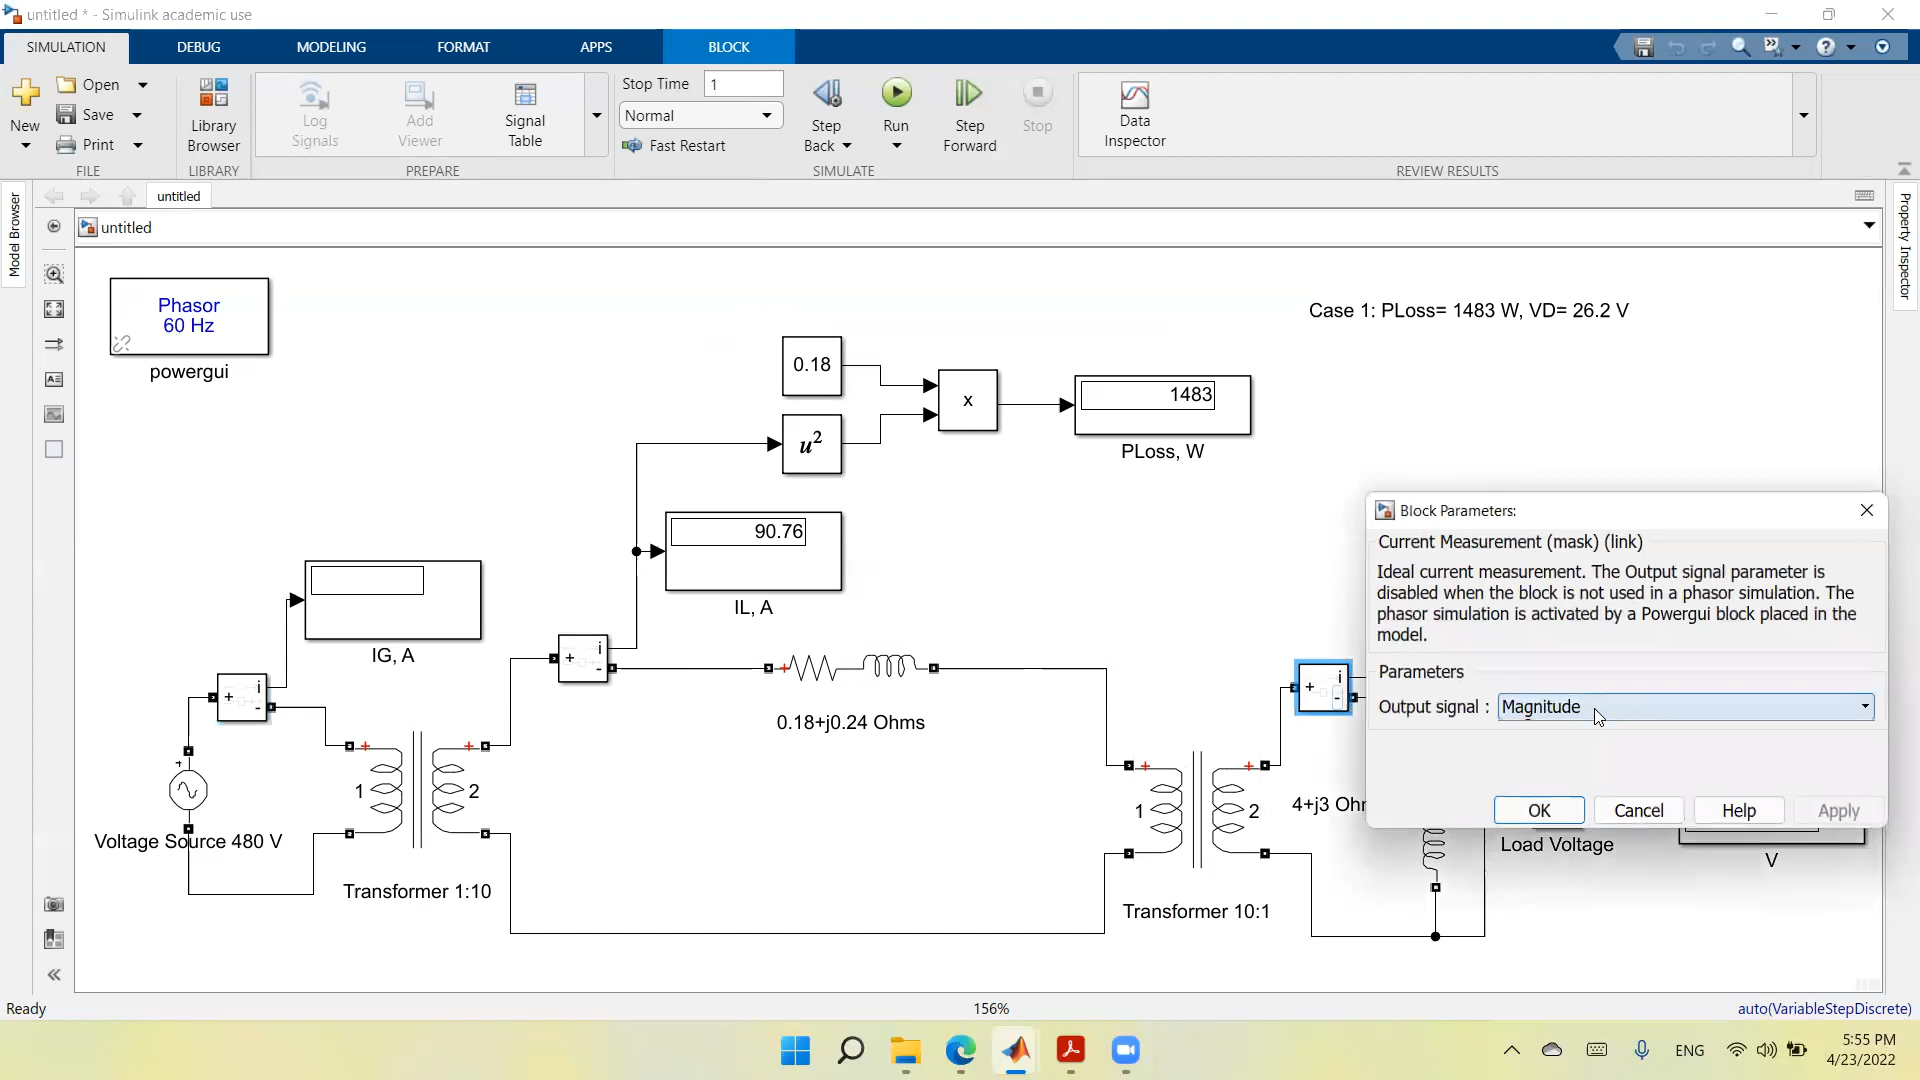 untitled * - Simulink academic use
SIMULATION
DEBUG
MODELING
FORMAT
APPS
BLOCK
New
Open
Save
Print
FILE
Library
Browser
LIBRARY
Log
Signals
Add
Viewer
Signal
Table
PREPARE
Stop Time 1
Normal
Fast Restart
Step
Back
Run
Step
Forward
Stop
SIMULATE
Data
Inspector
REVIEW RESULTS
Model Browser
untitled
untitled
Property Inspector
Phasor
60 Hz
powergui
Case 1: PLoss= 1483 W, VD= 26.2 V
0.18
u2
x
1483
PLoss, W
90.76
IL, A
IG, A
i
+
-
i
+
-
i
+
-
0.18+j0.24 Ohms
Voltage Source 480 V
+
1
2
Transformer 1:10
1
2
Transformer 10:1
4+j3 Ohr
Load Voltage
V
Block Parameters:
Current Measurement (mask) (link)
Ideal current measurement. The Output signal parameter is
disabled when the block is not used in a phasor simulation. The
phasor simulation is activated by a Powergui block placed in the
model.
Parameters
Output signal : Magnitude
OK
Cancel
Help
Apply
Ready
156%
auto(VariableStepDiscrete)
ENG
5:55 PM
4/23/2022